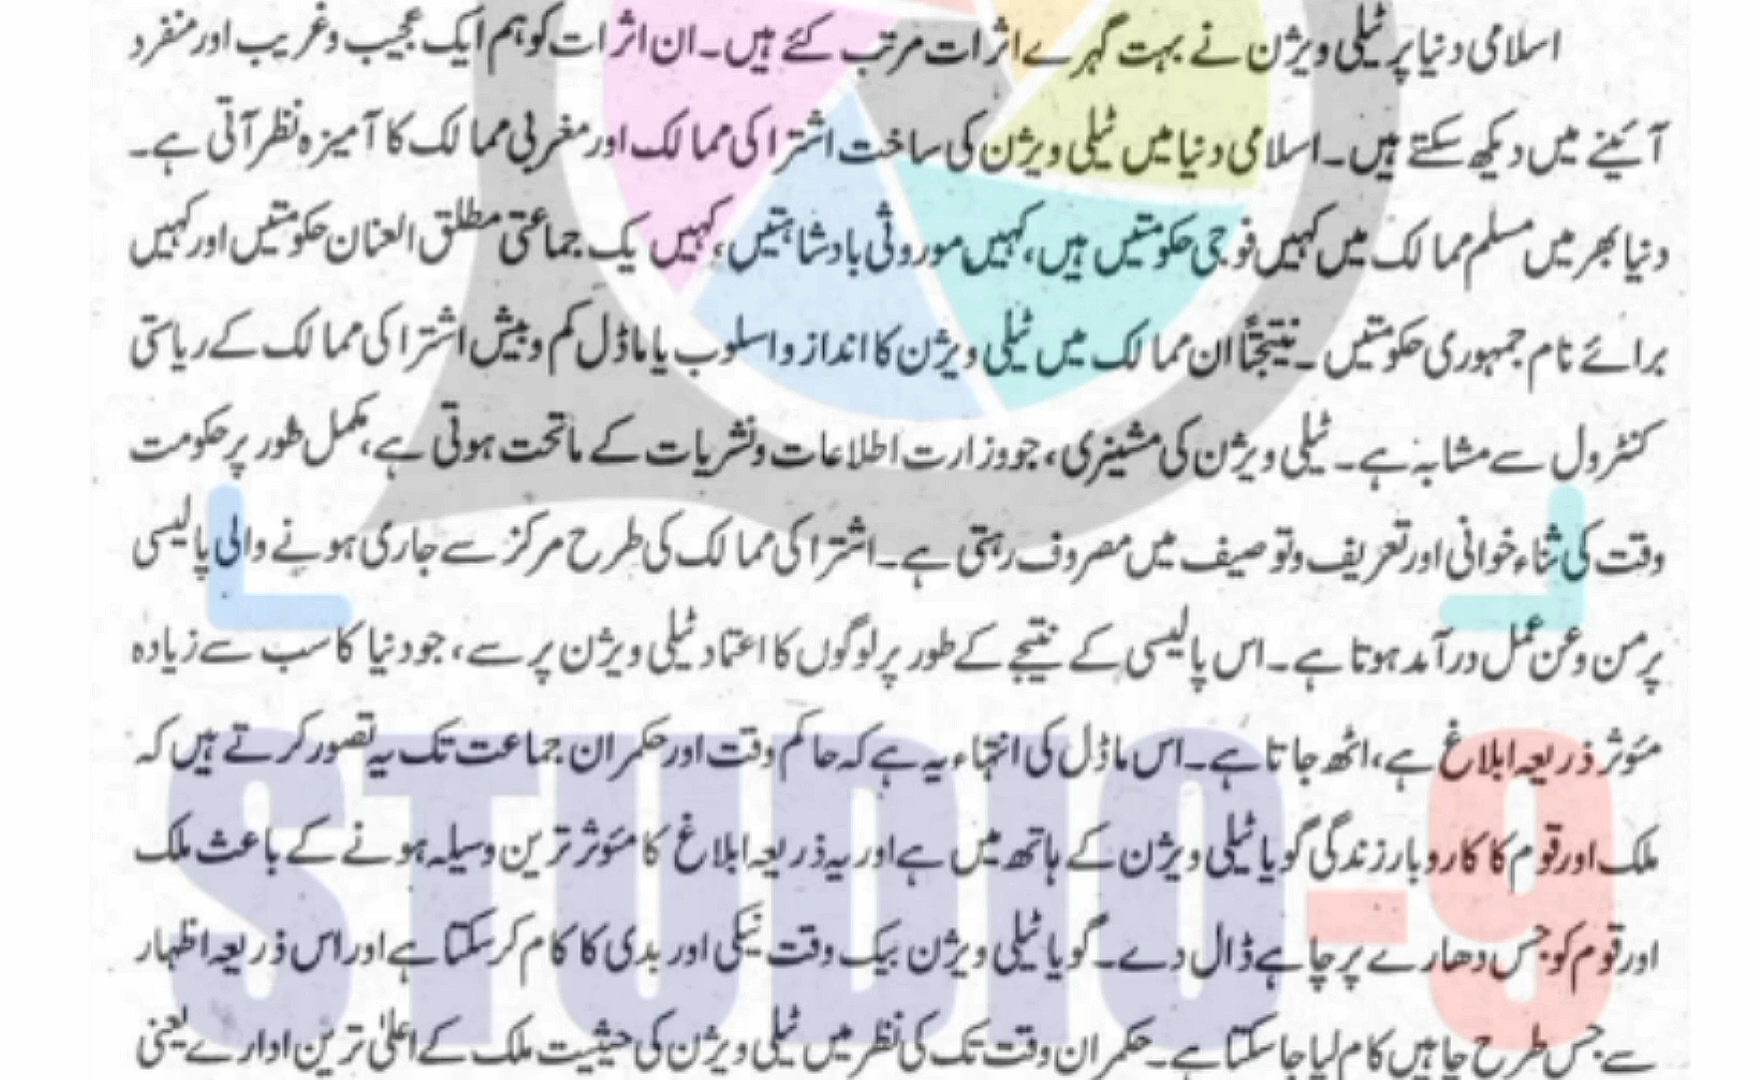 اسلامی دنیا پر ٹیلی ویژن نے بہت گہرے اثرات مرتب کئے ہیں۔ ان اثرات کو ہم ایک عجیب و غریب اور منفرد
آئینے میں دیکھ سکتے ہیں۔ اسلامی دنیا میں ٹیلی ویژن کی ساخت اشتراکی ممالک اور مغربی ممالک کا آمیزہ نظر آتی ہے۔
دنیا بھر میں مسلم ممالک میں کہیں فوجی حکومتیں ہیں، کہیں موروثی بادشاہتیں، کہیں یک جماعتی مطلق العنان حکومتیں اور کہیں
برائے نام جمہوری حکومتیں۔ نتیجتاً ان ممالک میں ٹیلی ویژن کا انداز و اسلوب یا ماڈل کم و بیش اشتراکی ممالک کے ریاستی
کنٹرول سے مشابہ ہے۔ ٹیلی ویژن کی مشینری، جو وزارت اطلاعات و نشریات کے ماتحت ہوتی ہے، مکمل طور پر حکومت
وقت کی ثناء خوانی اور تعریف و توصیف میں مصروف رہتی ہے۔ اشتراکی ممالک کی طرح مرکز سے جاری ہونے والی پالیسی
پر من و عن عمل درآمد ہوتا ہے۔ اس پالیسی کے نتیجے کے طور پر لوگوں کا اعتماد ٹیلی ویژن پر سے، جو دنیا کا سب سے زیادہ
مؤثر ذریعہ ابلاغ ہے، اٹھ جاتا ہے۔ اس ماڈل کی انتہاء یہ ہے کہ حاکم وقت اور حکمران جماعت تک یہ تصور کرتے ہیں کہ
ملک اور قوم کا کاروبار زندگی گویا ٹیلی ویژن کے ہاتھ میں ہے اور یہ ذریعہ ابلاغ کا مؤثر ترین وسیلہ ہونے کے باعث ملک
اور قوم کو جس دھارے پر چاہے ڈال دے۔ گویا ٹیلی ویژن بیک وقت نیکی اور بدی کا کام کر سکتا ہے اور اس ذریعہ اظہار
سے جس طرح چاہیں کام لیا جا سکتا ہے۔ حکمران وقت تک کی نظر میں ٹیلی ویژن کی حیثیت ملک کے اعلیٰ ترین ادارے یعنی
STUDIO-9